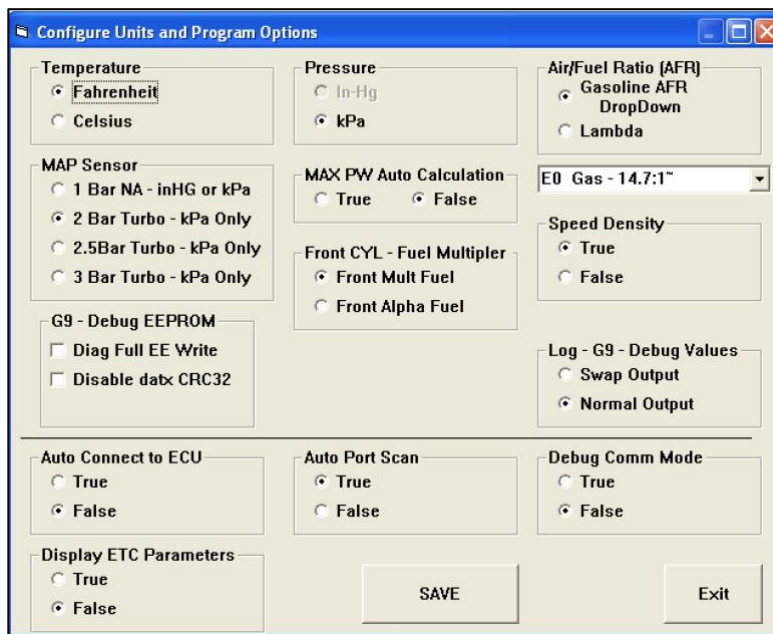 Configure Units and Program Options
Temperature
Fahrenheit
Celsius
Pressure
In-Hg
kPa
Air/Fuel Ratio (AFR)
Gasoline AFR
DropDown
Lambda
MAP Sensor
1 Bar NA - inHG or kPa
2 Bar Turbo - kPa Only
2.5Bar Turbo - kPa Only
3 Bar Turbo - kPa Only
MAX PW Auto Calculation
True False
E0 Gas - 14.7:1~
Front CYL - Fuel Multipler
Front Mult Fuel
Front Alpha Fuel
Speed Density
True
False
G9 - Debug EEPROM
Diag Full EE Write
Disable datx CRC32
Log - G9 - Debug Values
Swap Output
Normal Output
Auto Connect to ECU
True
False
Auto Port Scan
True
False
Debug Comm Mode
True
False
Display ETC Parameters
True
False
SAVE
Exit